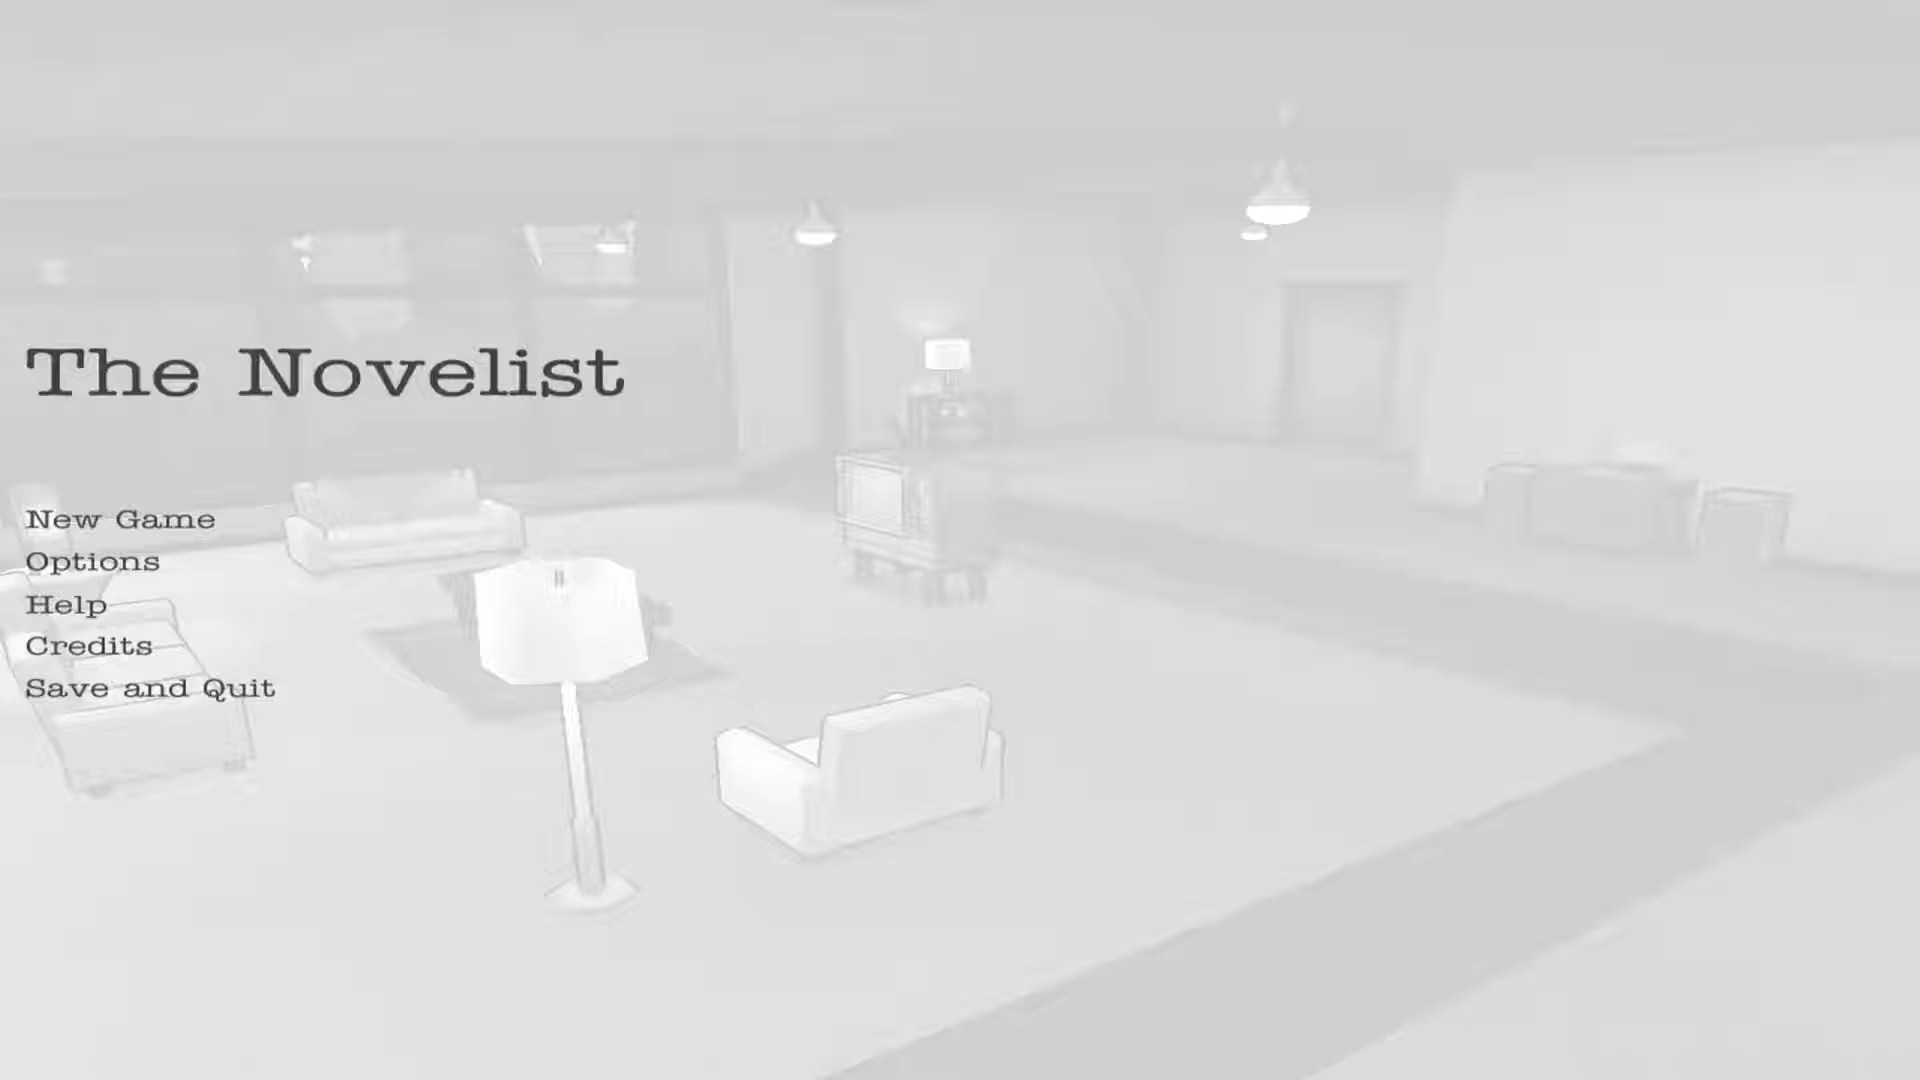 The Novelist
New Game
Options
Help
Credits
Save and Quit